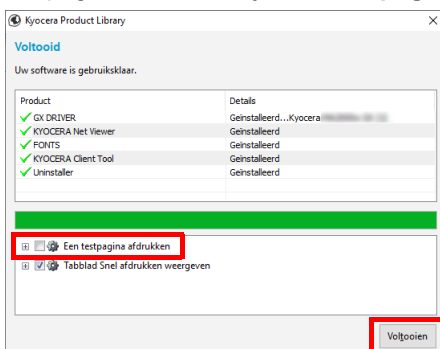 Kyocera Product Library
Voltooid
Uw software is gebruiksklaar.
Product Details
GX DRIVER Geïnstalleerd...Kyocera
KYOCERA Net Viewer Geïnstalleerd
FONTS Geïnstalleerd
KYOCERA Client Tool Geïnstalleerd
Uninstaller Geïnstalleerd
Een testpagina afdrukken
Tabblad Snel afdrukken weergeven
Voltooien